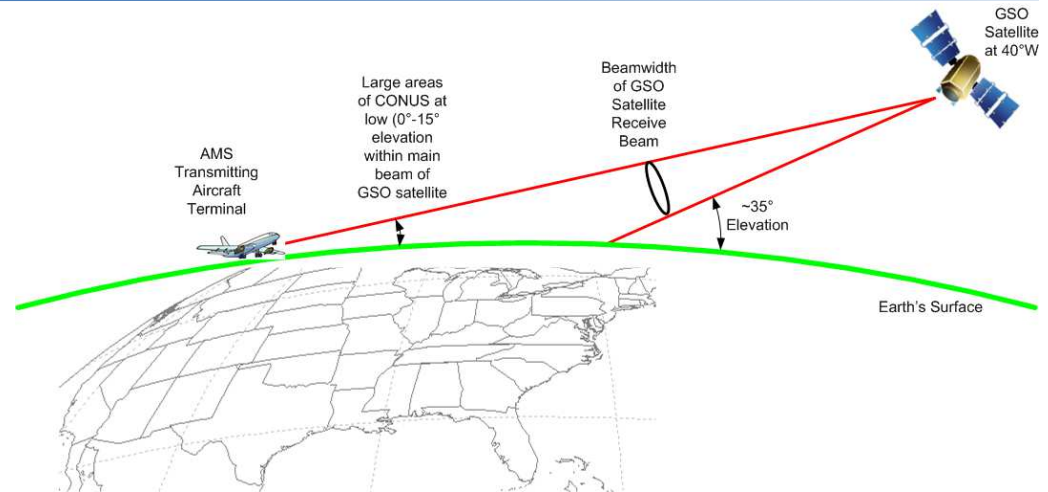 GSO
Satellite
at 40°W
Beamwidth
of GSO
Satellite
Receive
Beam
Large areas
of CONUS at
low (0°-15°
elevation
within main
beam of
GSO satellite
AMS
Transmitting
Aircraft
Terminal
~35°
Elevation
Earth's Surface